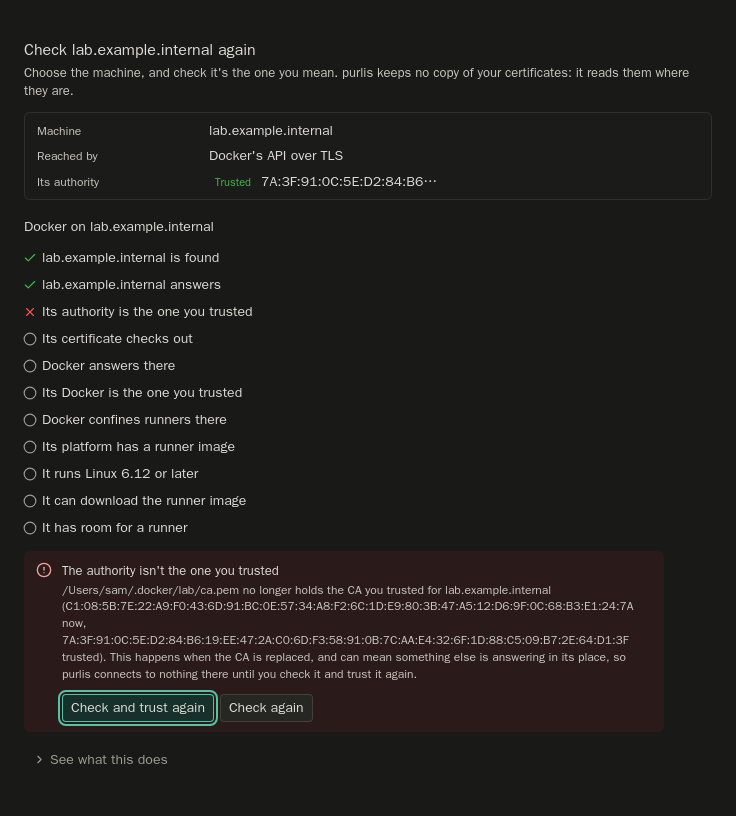 Check lab.example.internal again
Choose the machine, and check it's the one you mean. purlis keeps no copy of your certificates: it reads them where
they are.
Machine lab.example.internal
Reached by Docker's API over TLS
Its authority Trusted 7A:3F:91:0C:5E:D2:84:B6···
Docker on lab.example.internal
lab.example.internal is found
lab.example.internal answers
Its authority is the one you trusted
Its certificate checks out
Docker answers there
Its Docker is the one you trusted
Docker confines runners there
Its platform has a runner image
It runs Linux 6.12 or later
It can download the runner image
It has room for a runner
The authority isn't the one you trusted
/Users/sam/.docker/lab/ca.pem no longer holds the CA you trusted for lab.example.internal
(C1:08:5B:7E:22:A9:F0:43:6D:91:BC:0E:57:34:A8:F2:6C:1D:E9:80:3B:47:A5:12:D6:9F:0C:68:B3:E1:24:7A
now,
7A:3F:91:0C:5E:D2:84:B6:19:EE:47:2A:C0:6D:F3:58:91:0B:7C:AA:E4:32:6F:1D:88:C5:09:B7:2E:64:D1:3F
trusted). This happens when the CA is replaced, and can mean something else is answering in its place, so
purlis connects to nothing there until you check it and trust it again.
Check and trust again Check again
See what this does